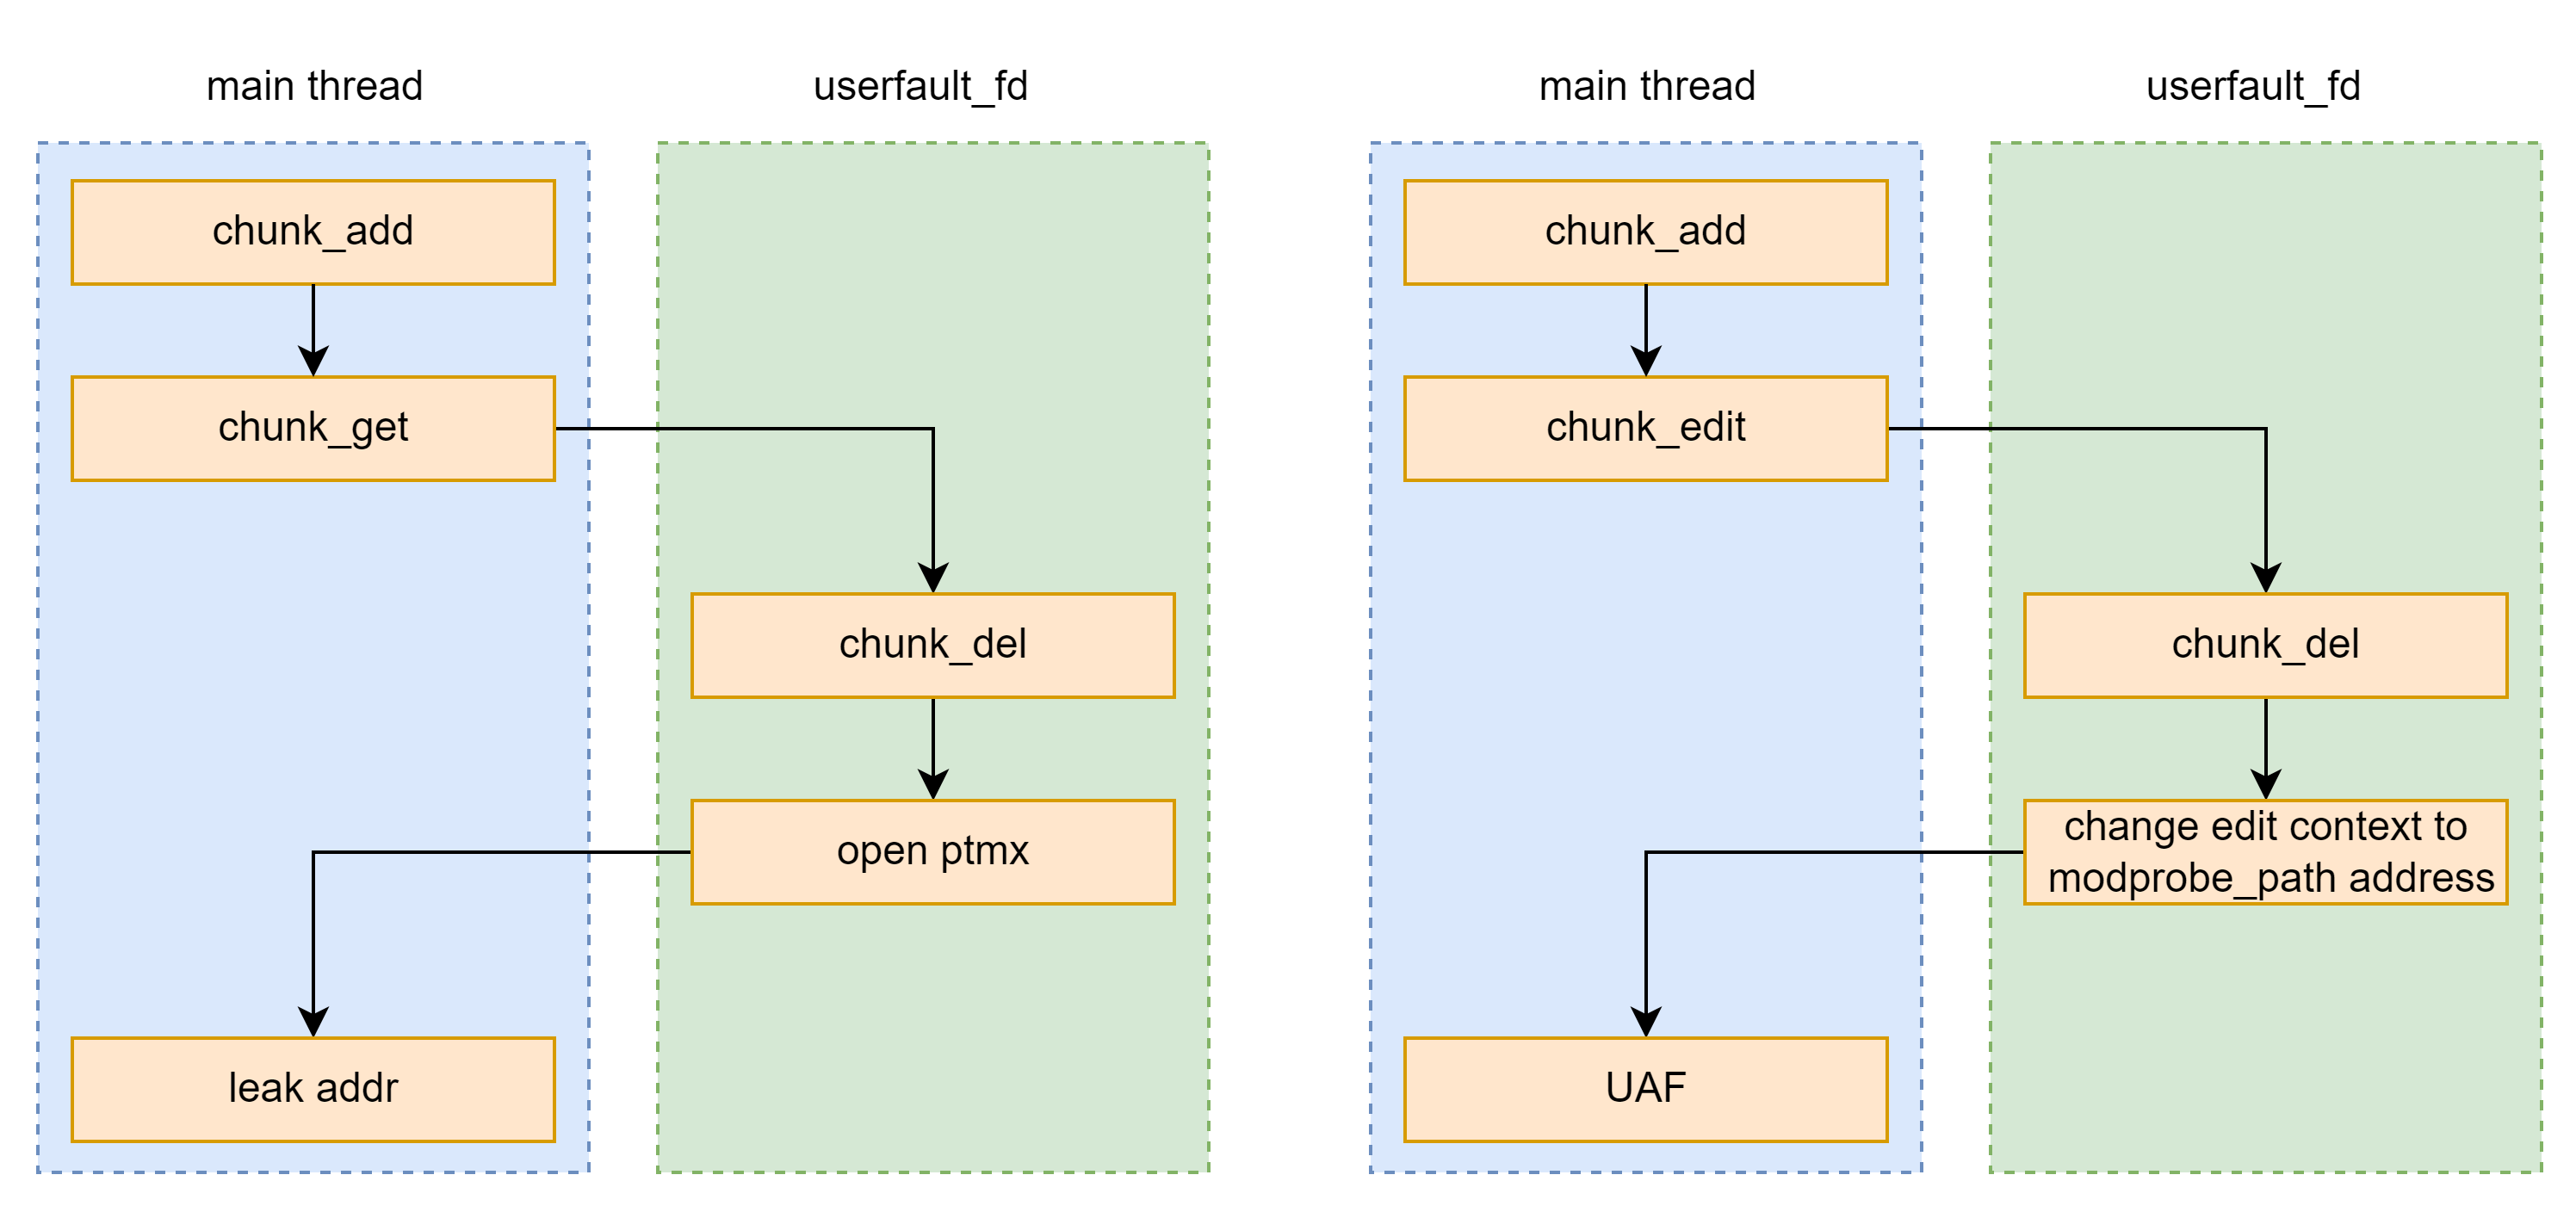 main thread
userfault_fd
chunk_add
chunk_get
chunk_del
open ptmx
leak addr
main thread
userfault_fd
chunk_add
chunk_edit
chunk_del
change edit context to
modprobe_path address
UAF